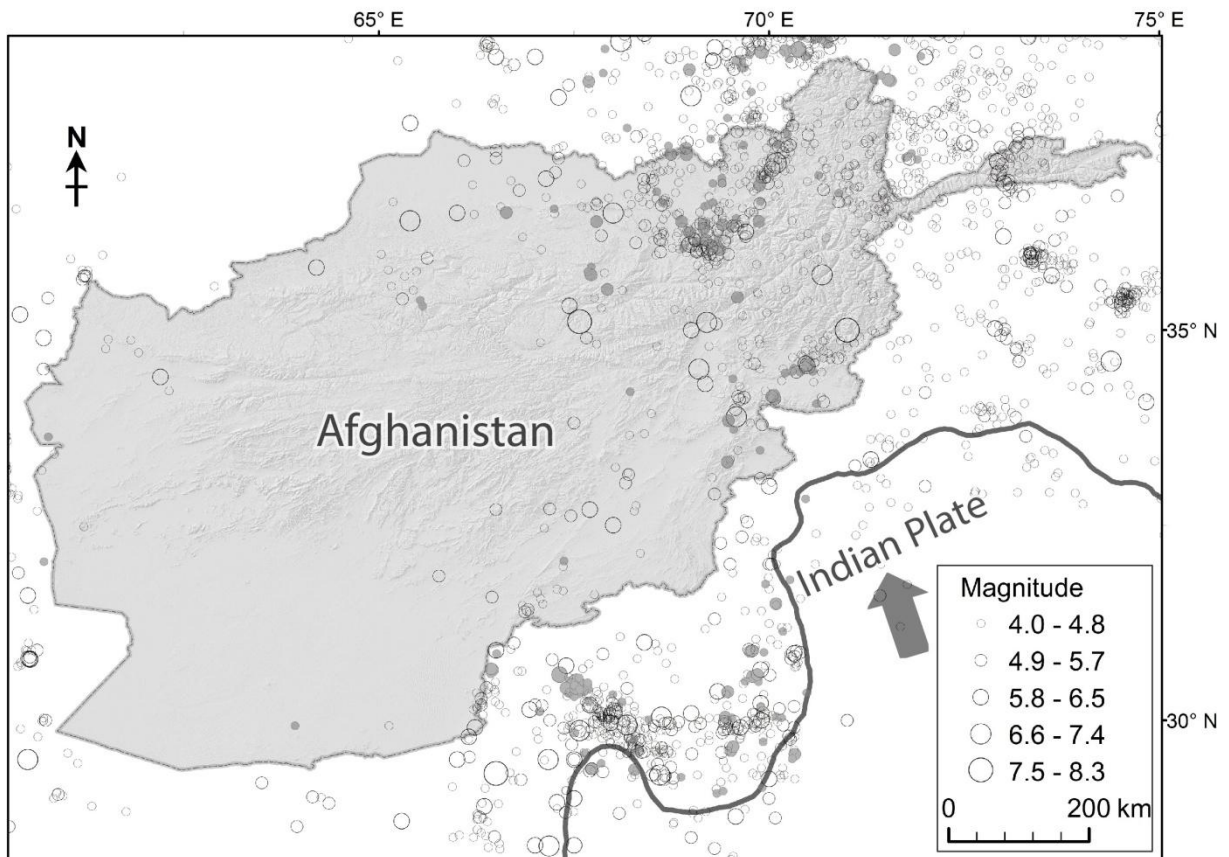 65° E
70° E
75° E
N
35° N
Afghanistan
Indian Plate
30° N
Magnitude
4.0 - 4.8
4.9 - 5.7
5.8 - 6.5
6.6 - 7.4
7.5 - 8.3
0 200 km